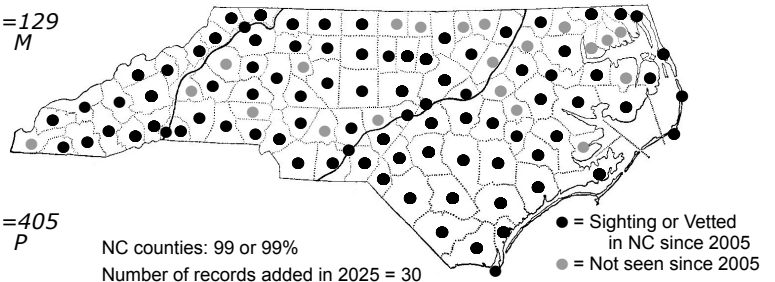 =129
M
=405
P
NC counties: 99 or 99%
Number of records added in 2025 = 30
= Sighting or Vetted
in NC since 2005
= Not seen since 2005